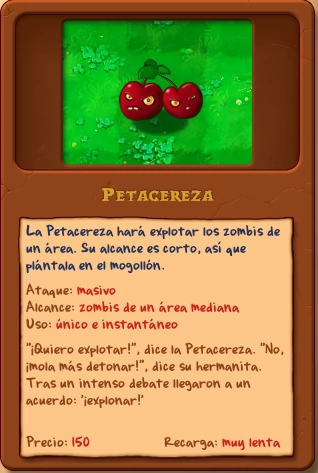 Petacereza
La Petacereza hará explotar los zombis de
un área. Su alcance es corto, así que
plántala en el mogollón.
Ataque: masivo
Alcance: zombis de un área mediana
Uso: único e instantáneo
"¡Quiero explotar!", dice la Petacereza. "No,
¡mola más detonar!", dice su hermanita.
Tras un intenso debate llegaron a un
acuerdo: '¡explonar!'
Precio: 150 Recarga: muy lenta